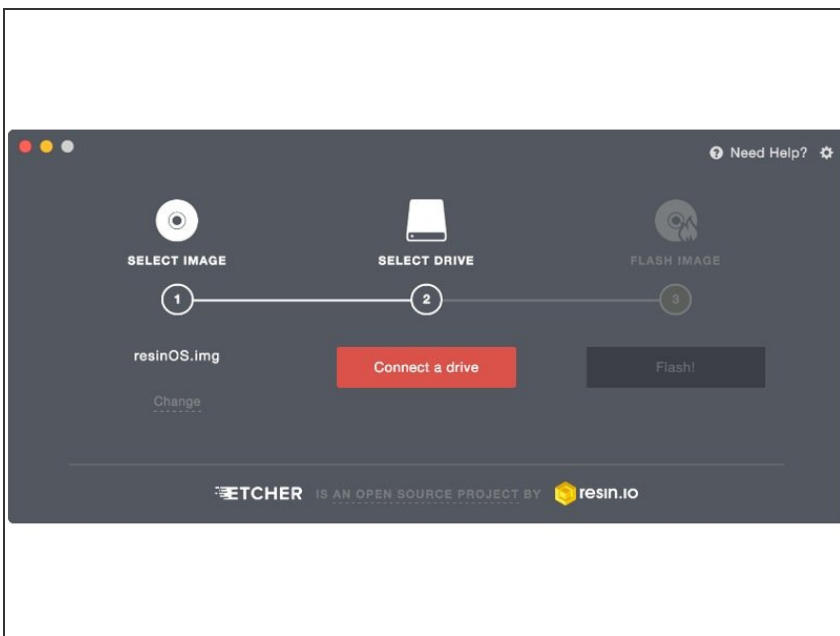 Need Help?
SELECT IMAGE
SELECT DRIVE
FLASH IMAGE
1
2
3
resinOS.img
Connect a drive
Flash!
Change
ETCHER IS AN OPEN SOURCE PROJECT BY resin.io